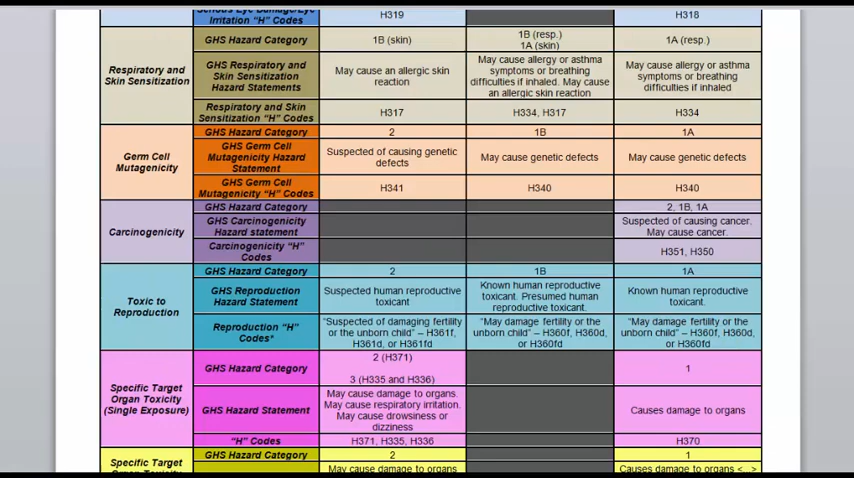 Serious Eye Damage/Eye
Irritation “H” Codes
H319
H318
Respiratory and
Skin Sensitization
GHS Hazard Category
1B (skin)
1B (resp.)
1A (skin)
1A (resp.)
GHS Respiratory and
Skin Sensitization
Hazard Statements
May cause an allergic skin
reaction
May cause allergy or asthma
symptoms or breathing
difficulties if inhaled. May cause
an allergic skin reaction
May cause allergy or asthma
symptoms or breathing
difficulties if inhaled
Respiratory and Skin
Sensitization “H” Codes
H317
H334, H317
H334
Germ Cell
Mutagenicity
GHS Hazard Category
2
1B
1A
GHS Germ Cell
Mutagenicity Hazard
Statement
Suspected of causing genetic
defects
May cause genetic defects
May cause genetic defects
GHS Germ Cell
Mutagenicity “H” Codes
H341
H340
H340
Carcinogenicity
GHS Hazard Category
2, 1B, 1A
GHS Carcinogenicity
Hazard statement
Suspected of causing cancer.
May cause cancer.
Carcinogenicity “H”
Codes
H351, H350
Toxic to
Reproduction
GHS Hazard Category
2
1B
1A
GHS Reproduction
Hazard Statement
Suspected human reproductive
toxicant
Known human reproductive
toxicant. Presumed human
reproductive toxicant.
Known human reproductive
toxicant.
Reproduction “H”
Codes*
“Suspected of damaging fertility
or the unborn child” – H361f,
H361d, or H361fd
“May damage fertility or the
unborn child” – H360f, H360d,
or H360fd
“May damage fertility or the
unborn child – H360f, H360d,
or H360fd
Specific Target
Organ Toxicity
(Single Exposure)
GHS Hazard Category
2 (H371)
3 (H335 and H336)
1
GHS Hazard Statement
May cause damage to organs.
May cause respiratory irritation.
May cause drowsiness or
dizziness
Causes damage to organs
“H” Codes
H371, H335, H336
H370
Specific Target
Organ Toxicity
GHS Hazard Category
2
1
May cause damage to organs
Causes damage to organs <...>